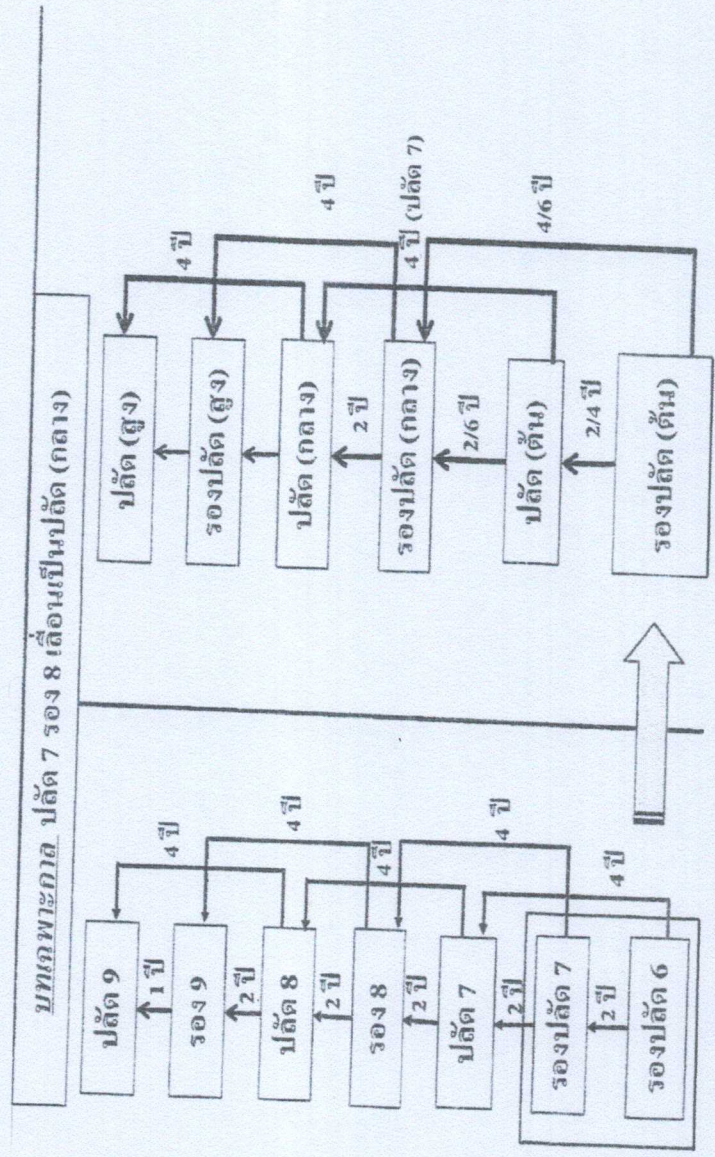 บทเฉพาะกาล ปลัด 7 รอง 8 เลื่อนเป็นปลัด (กลาง)
ปลัด 9
1 ปี
4 ปี
รอง 9
2 ปี
4 ปี
ปลัด 8
2 ปี
4 ปี
รอง 8
2 ปี
4 ปี
ปลัด 7
2 ปี
4 ปี
รองปลัด 7
2 ปี
รองปลัด 6
ปลัด (สูง)
4 ปี
รองปลัด (สูง)
4 ปี
ปลัด (กลาง)
2 ปี
4 ปี (ปลัด 7)
รองปลัด (กลาง)
2/6 ปี
4/6 ปี
ปลัด (ต้น)
2/4 ปี
รองปลัด (ต้น)